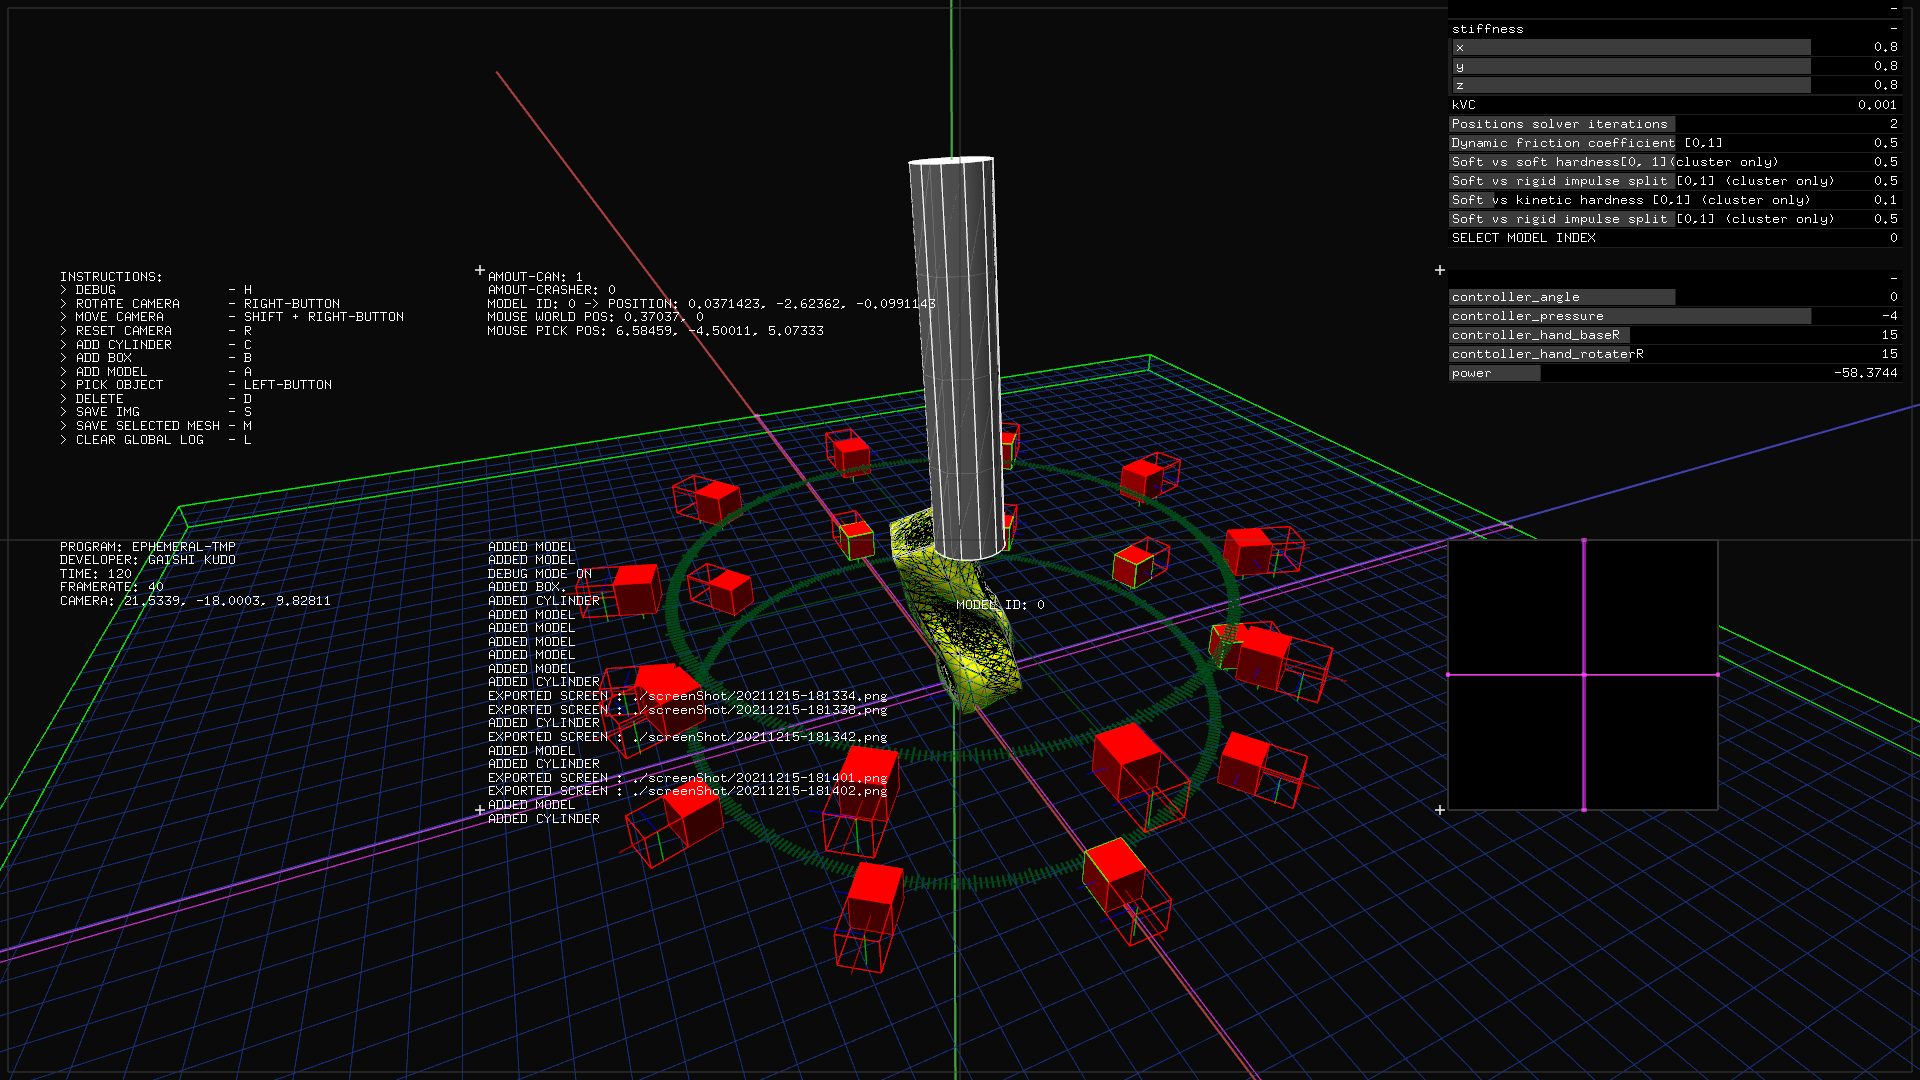 INSTRUCTIONS:
> DEBUG - H
> ROTATE CAMERA - RIGHT-BUTTON
> MOVE CAMERA - SHIFT + RIGHT-BUTTON
> RESET CAMERA - R
> ADD CYLINDER - C
> ADD BOX - B
> ADD MODEL - A
> PICK OBJECT - LEFT-BUTTON
> DELETE - D
> SAVE IMG - S
> SAVE SELECTED MESH - M
> CLEAR GLOBAL LOG - L
PROGRAM: EPHEMERAL-TMP
DEVELOPER: GAISHI KUDO
TIME: 120
FRAMERATE: 40
CAMERA: 21.5339, -18.0003, 9.82811
AMOUT-CAN: 1
AMOUT-CRASHER: 0
MODEL ID: 0 -> POSITION: 0.0371423, -2.62362, -0.0991143
MOUSE WORLD POS: 0.37037, 0
MOUSE PICK POS: 6.58459, -4.50011, 5.07333
ADDED MODEL
ADDED MODEL
DEBUG MODE ON
ADDED BOX.
ADDED CYLINDER
ADDED MODEL
ADDED MODEL
ADDED MODEL
ADDED MODEL
ADDED MODEL
ADDED CYLINDER
EXPORTED SCREEN : ./screenShot/20211215-181334.png
EXPORTED SCREEN : ./screenShot/20211215-181338.png
ADDED CYLINDER
EXPORTED SCREEN : ./screenShot/20211215-181342.png
ADDED MODEL
ADDED CYLINDER
EXPORTED SCREEN : ./screenShot/20211215-181401.png
EXPORTED SCREEN : ./screenShot/20211215-181402.png
ADDED MODEL
ADDED CYLINDER
MODEL ID: 0
-
stiffness -
x 0.8
y 0.8
z 0.8
kVC 0.001
Positions solver iterations 2
Dynamic friction coefficient [0,1] 0.5
Soft vs soft hardness[0, 1](cluster only) 0.5
Soft vs rigid impulse split [0,1] (cluster only) 0.5
Soft vs kinetic hardness [0,1] (cluster only) 0.1
Soft vs rigid impulse split [0,1] (cluster only) 0.5
SELECT MODEL INDEX 0
-
controller_angle 0
controller_pressure -4
controller_hand_baseR 15
conttoller_hand_rotaterR 15
power -58.3744